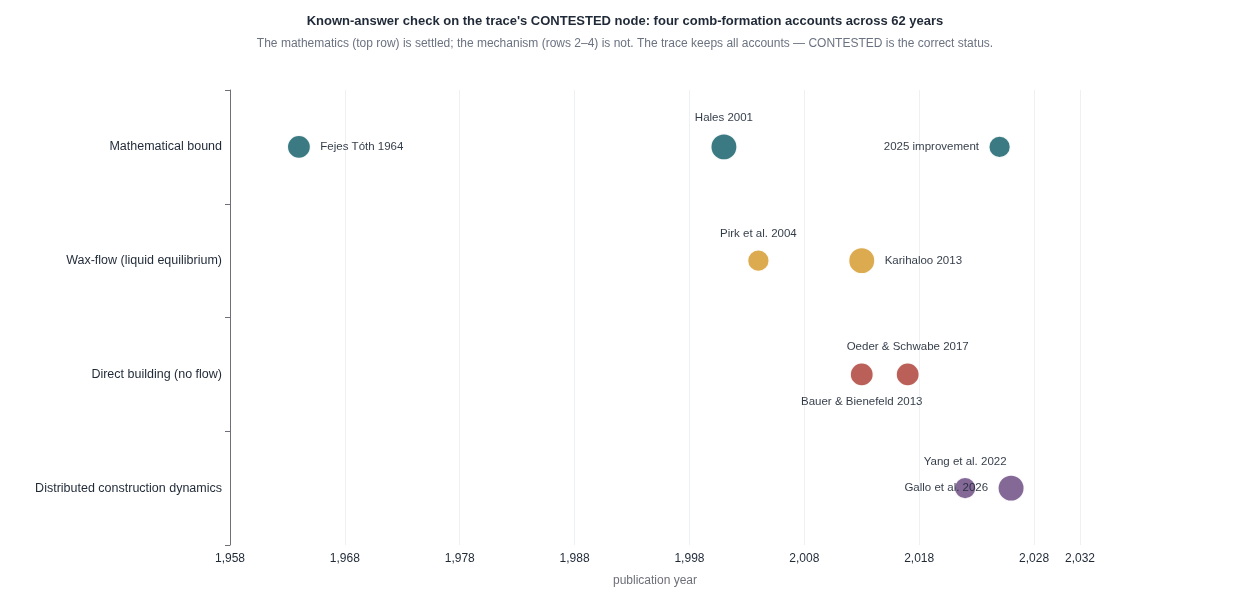 Known-answer check on the trace's CONTESTED node: four comb-formation accounts across 62 years
The mathematics (top row) is settled; the mechanism (rows 2–4) is not. The trace keeps all accounts — CONTESTED is the correct status.
Hales 2001
Mathematical bound
Fejes Tóth 1964
2025 improvement
Pirk et al. 2004
Wax-flow (liquid equilibrium)
Karihaloo 2013
Oeder & Schwabe 2017
Direct building (no flow)
Bauer & Bienefeld 2013
Yang et al. 2022
Distributed construction dynamics
Gallo et al. 2026
1,958 1,968 1,978 1,988 1,998 2,008 2,018 2,028 2,032
publication year